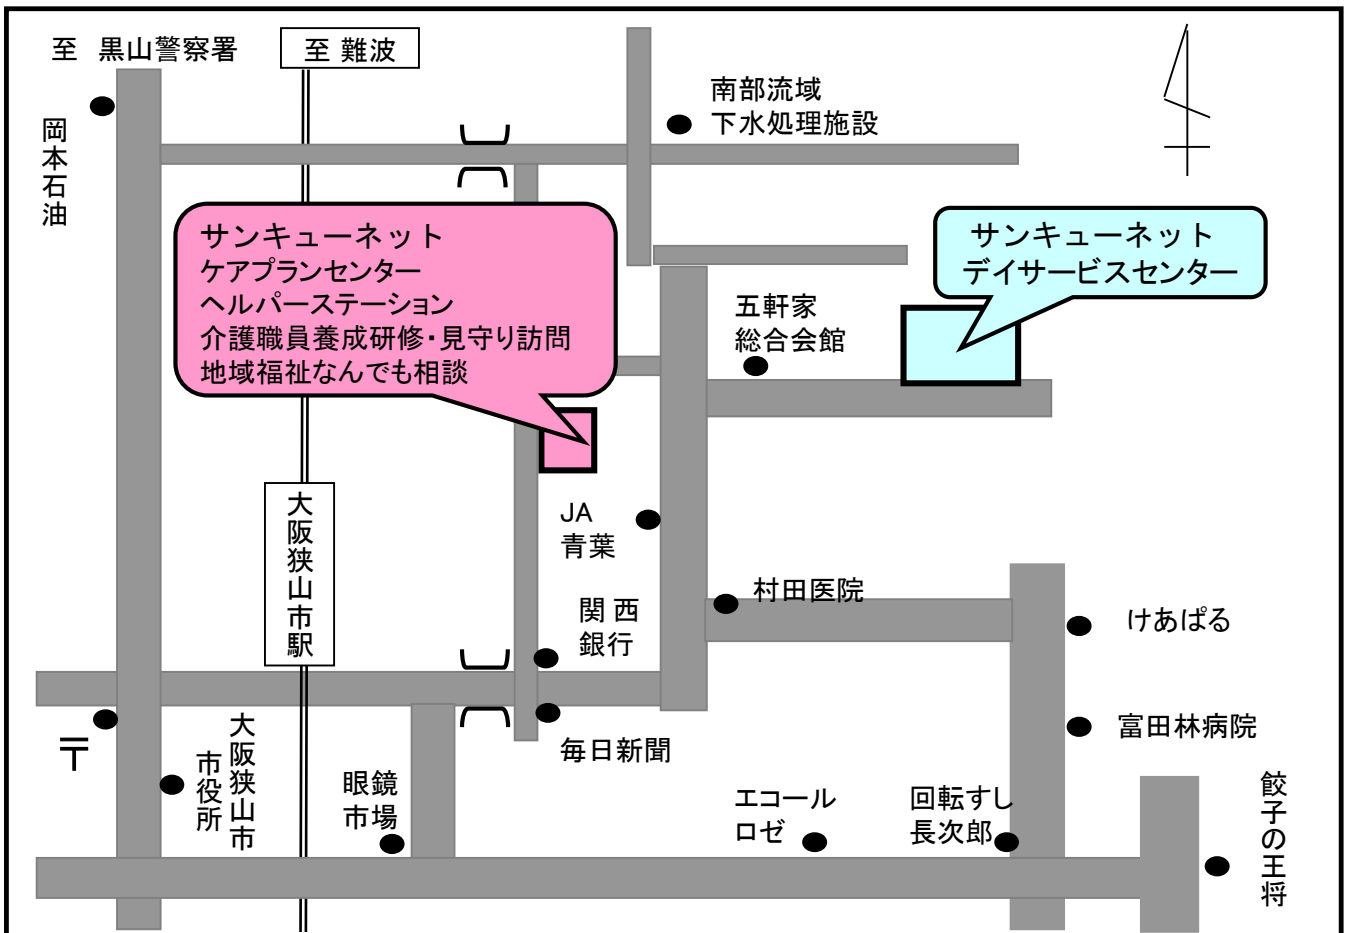 至 黒山警察署
至 難波
岡本石油
南部流域
下水処理施設
サンキューネット
ケアプランセンター
ヘルパーステーション
介護職員養成研修・見守り訪問
地域福祉なんでも相談
サンキューネット
デイサービスセンター
五軒家
総合会館
大阪狭山市駅
JA
青葉
関西
銀行
村田医院
けあぱる
富田林病院
〒
大阪狭山市
市役所
毎日新聞
眼鏡
市場
エコール
ロゼ
回転すし
長次郎
餃子の王将